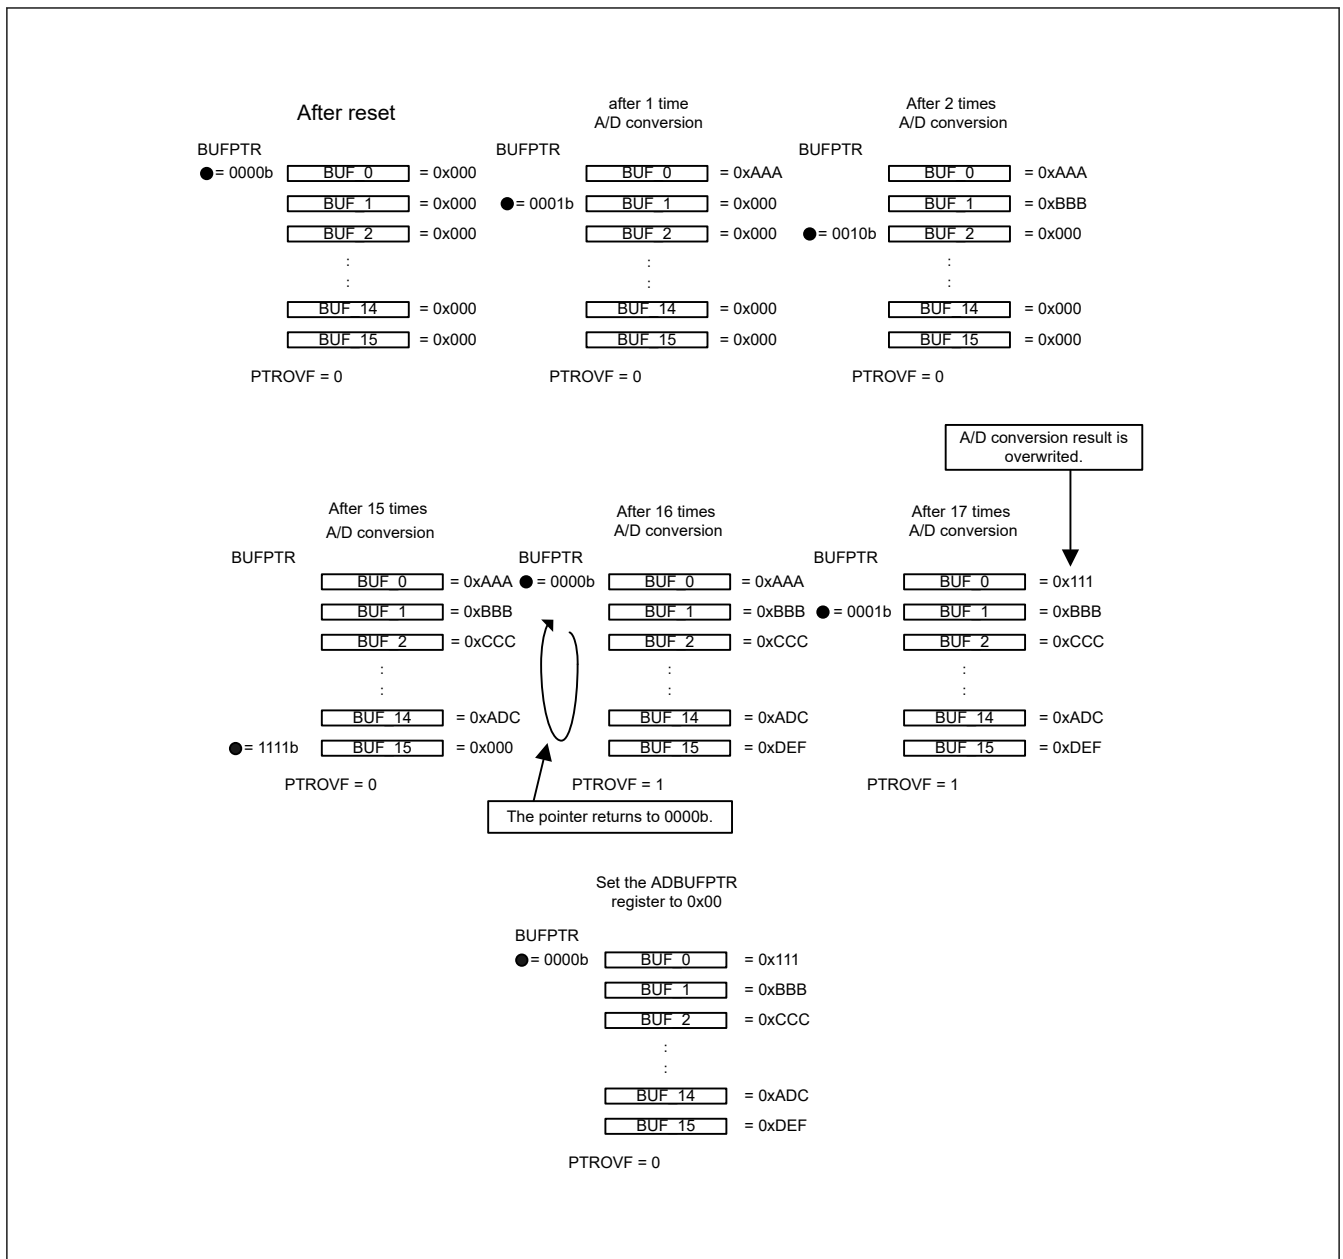 After reset
BUFPTR
= 0000b BUF_0 = 0x000
BUF_1 = 0x000
BUF_2 = 0x000
:
:
BUF_14 = 0x000
BUF_15 = 0x000
PTROVF = 0
after 1 time
A/D conversion
BUFPTR
BUF_0 = 0xAAA
= 0001b BUF_1 = 0x000
BUF_2 = 0x000
:
:
BUF_14 = 0x000
BUF_15 = 0x000
PTROVF = 0
After 2 times
A/D conversion
BUFPTR
BUF_0 = 0xAAA
BUF_1 = 0xBBB
= 0010b BUF_2 = 0x000
:
:
BUF_14 = 0x000
BUF_15 = 0x000
PTROVF = 0
After 15 times
A/D conversion
BUFPTR
BUF_0 = 0xAAA
BUF_1 = 0xBBB
BUF_2 = 0xCCC
:
:
BUF_14 = 0xADC
= 1111b BUF_15 = 0x000
PTROVF = 0
After 16 times
A/D conversion
BUFPTR
= 0000b BUF_0 = 0xAAA
BUF_1 = 0xBBB
BUF_2 = 0xCCC
:
:
BUF_14 = 0xADC
BUF_15 = 0xDEF
PTROVF = 1
The pointer returns to 0000b.
A/D conversion result is
overwrited.
After 17 times
A/D conversion
BUFPTR
BUF_0 = 0x111
= 0001b BUF_1 = 0xBBB
BUF_2 = 0xCCC
:
:
BUF_14 = 0xADC
BUF_15 = 0xDEF
PTROVF = 1
Set the ADBUFPTR
register to 0x00
BUFPTR
= 0000b BUF_0 = 0x111
BUF_1 = 0xBBB
BUF_2 = 0xCCC
:
:
BUF_14 = 0xADC
BUF_15 = 0xDEF
PTROVF = 0